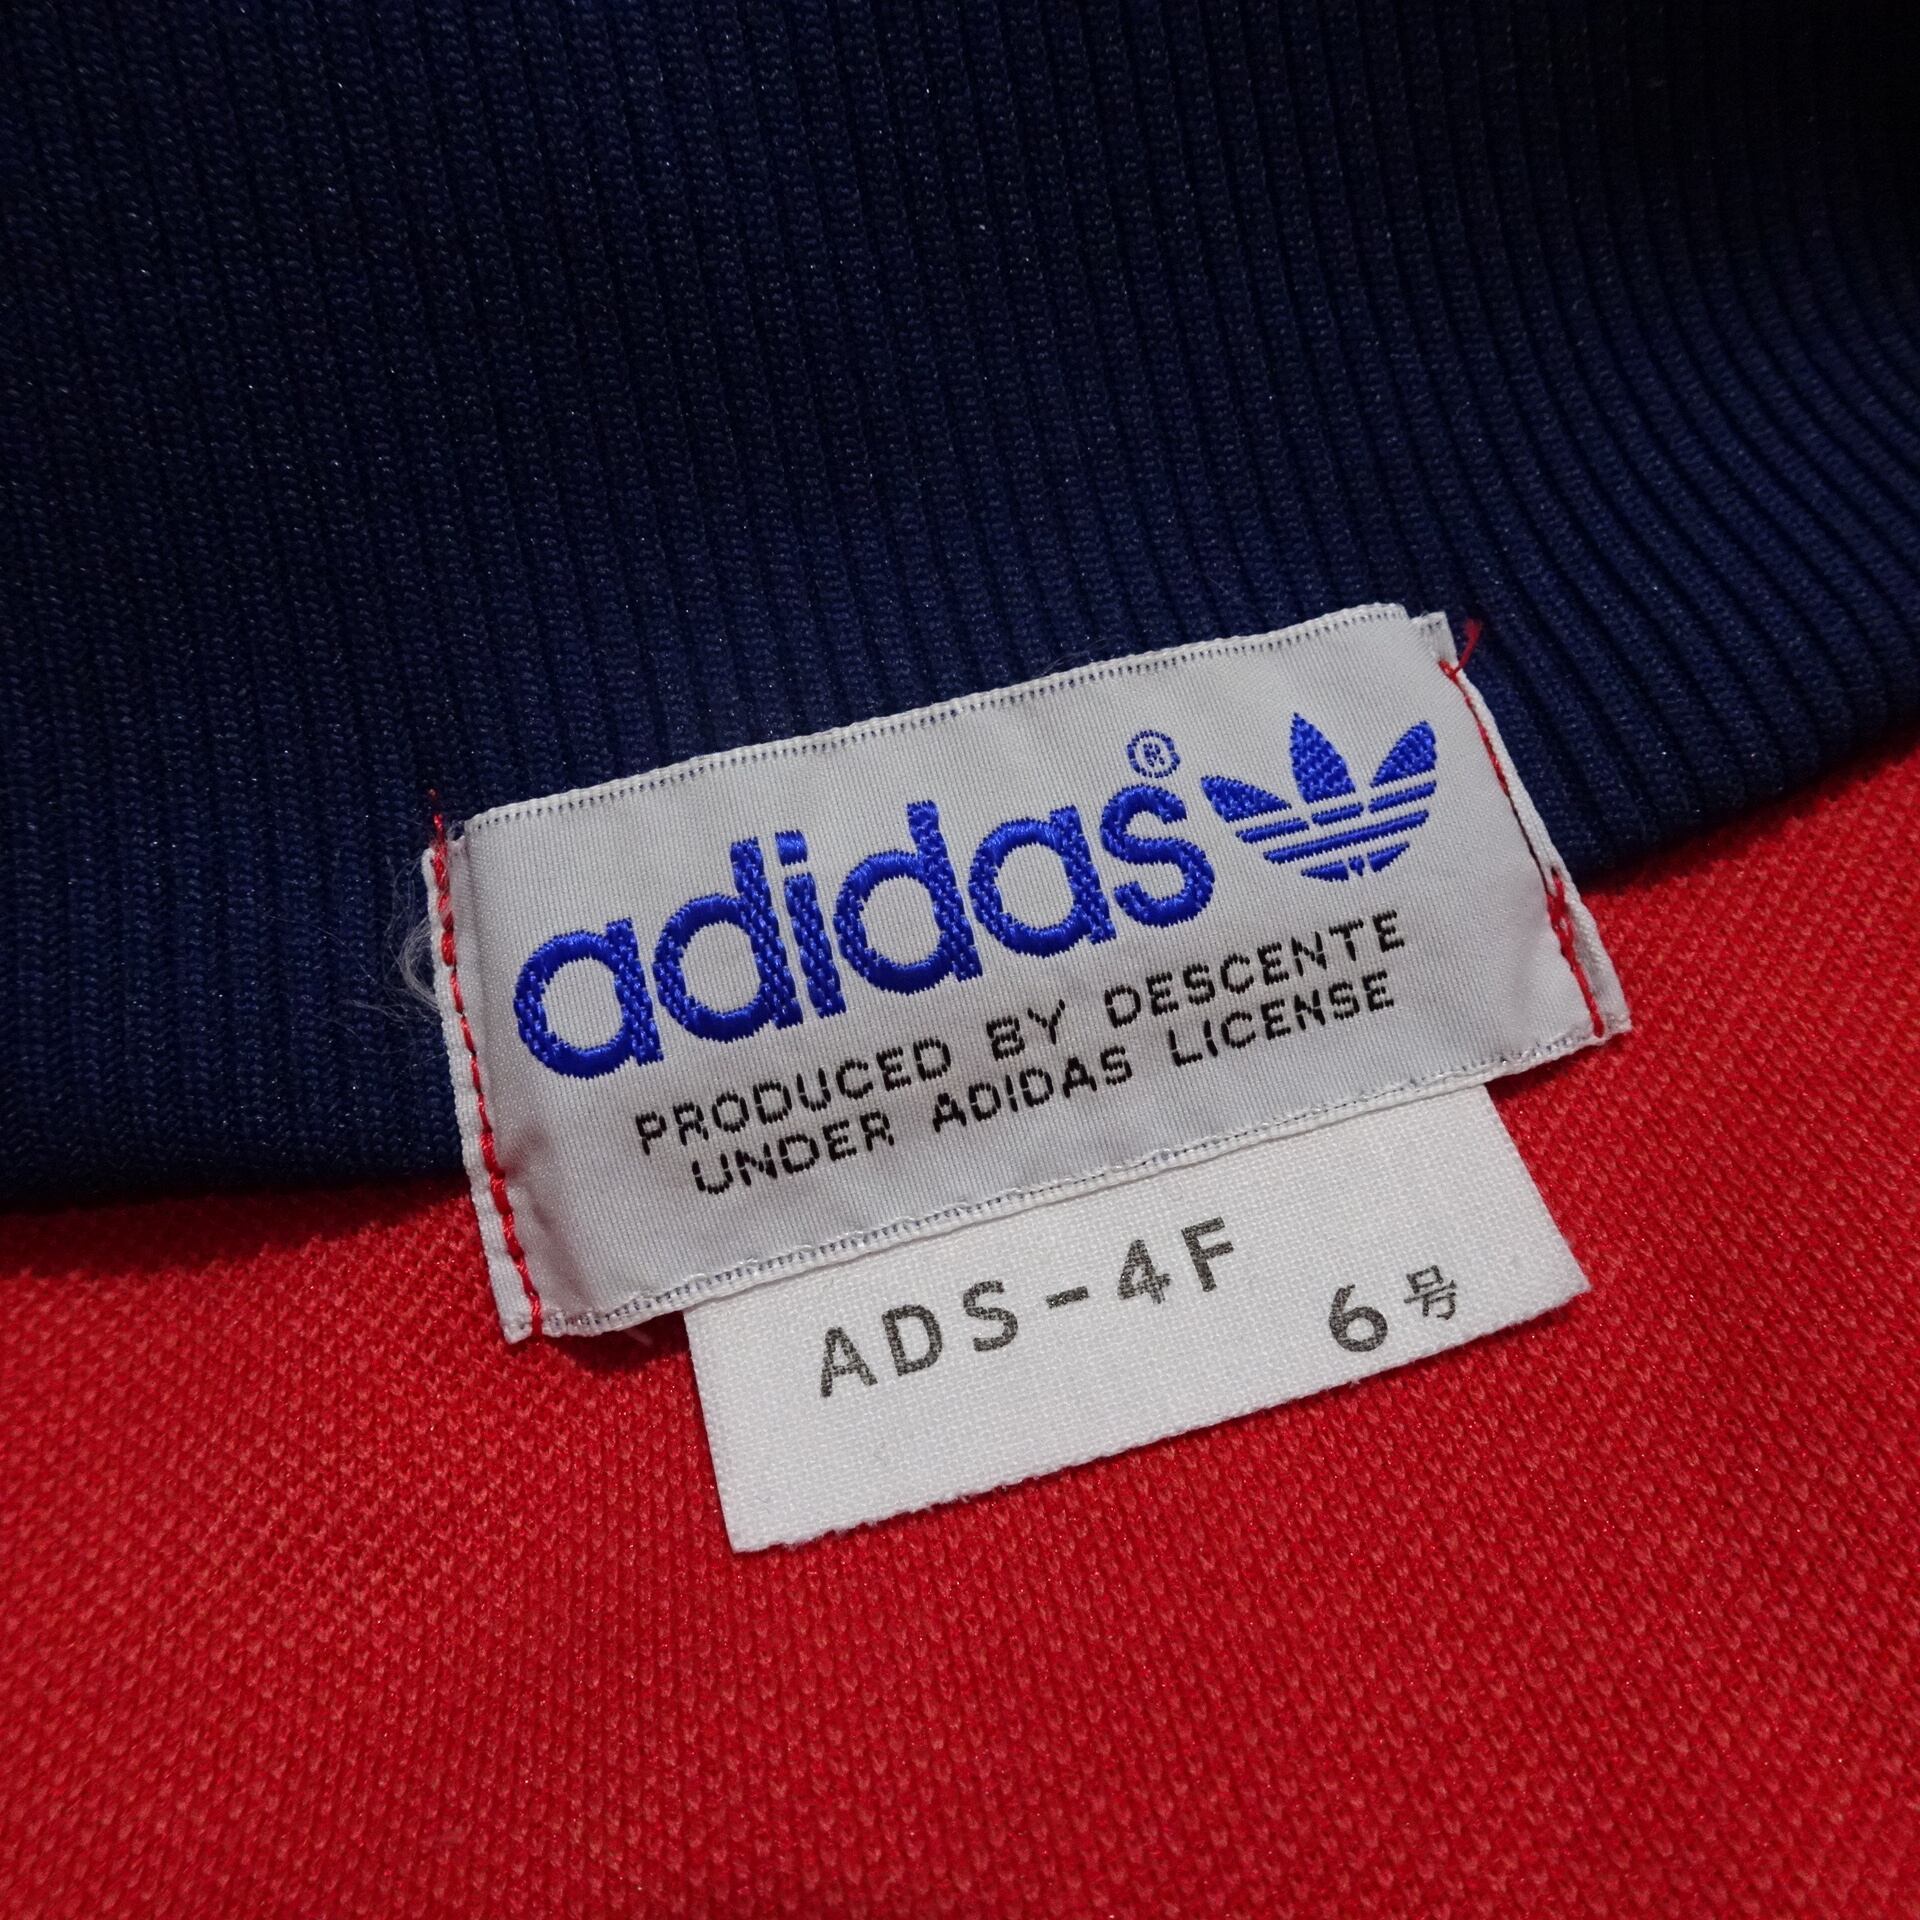 adidas®
PRODUCED BY DESCENTE
UNDER ADIDAS LICENSE
ADS-4F 6号